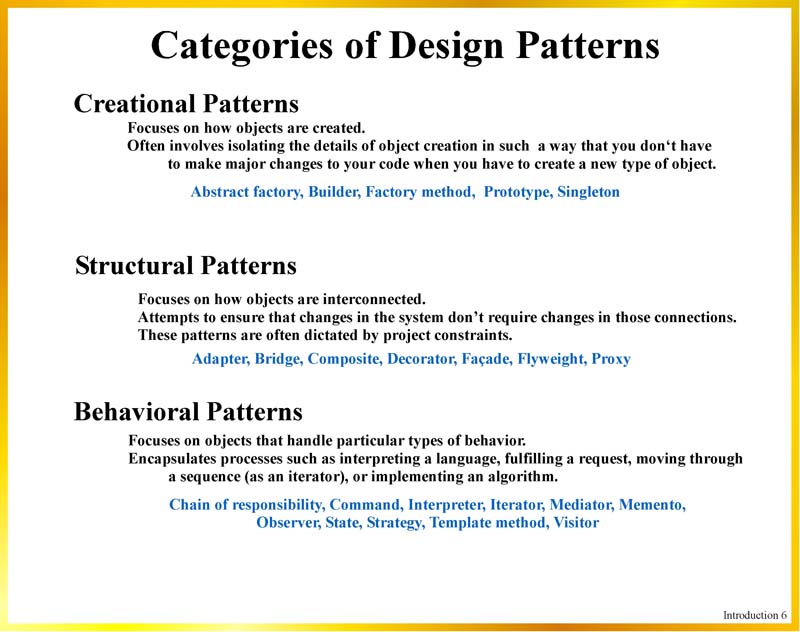 Categories of Design Patterns
Creational Patterns
Focuses on how objects are created.
Often involves isolating the details of object creation in such  a way that you don‘t have
to make major changes to your code when you have to create a new type of object.
Abstract factory, Builder, Factory method,  Prototype, Singleton
Structural Patterns
Focuses on how objects are interconnected.
Attempts to ensure that changes in the system don’t require changes in those connections.
These patterns are often dictated by project constraints.
Adapter, Bridge, Composite, Decorator, Façade, Flyweight, Proxy
Behavioral Patterns
Focuses on objects that handle particular types of behavior.
Encapsulates processes such as interpreting a language, fulfilling a request, moving through
a sequence (as an iterator), or implementing an algorithm.
Chain of responsibility, Command, Interpreter, Iterator, Mediator, Memento,
Observer, State, Strategy, Template method, Visitor
Introduction 6